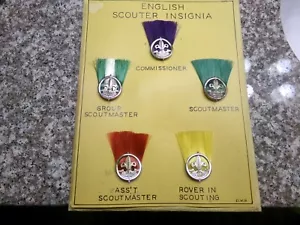 ENGLISH
SCOUTER INSIGNIA
COMMISSIONER
GROUP
SCOUTMASTER
SCOUTMASTER
ASS'T
SCOUTMASTER
ROVER IN
SCOUTING